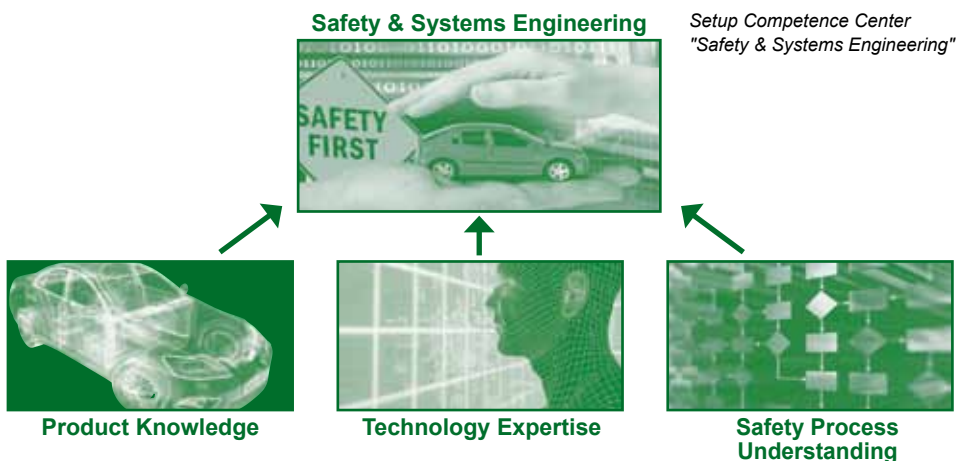 Safety & Systems Engineering
Setup Competence Center
"Safety & Systems Engineering"
SAFETY
FIRST
Product Knowledge
Technology Expertise
Safety Process
Understanding